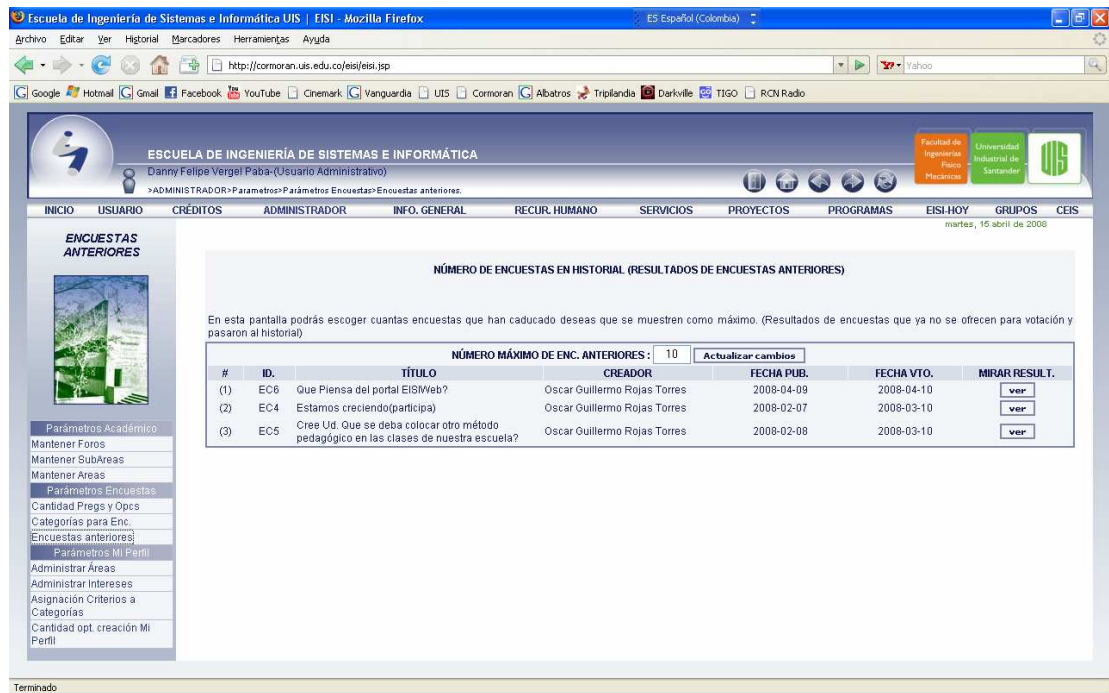 Escuela de Ingeniería de Sistemas e Informática UIS | EISI - Mozilla Firefox
ES Español (Colombia)
Archivo Editar Ver Historial Marcadores Herramientas Ayuda
http://cormoran.uis.edu.co/eisi/eisi.jsp
Yahoo
Google Hotmail Gmail Facebook YouTube Cinemark Vanguardia UIS Cormoran Albatros Tripilandia Darkville TIGO RCN Radio
ESCUELA DE INGENIERÍA DE SISTEMAS E INFORMÁTICA
Danny Felipe Vergel Paba-(Usuario Administrativo)
>ADMINISTRADOR>Parametros>Parámetros Encuestas>Encuestas anteriores.
Facultad de
Ingenierías
Físico
Mecánicas
Universidad
Industrial de
Santander
UIS
INICIO USUARIO CRÉDITOS ADMINISTRADOR INFO. GENERAL RECUR. HUMANO SERVICIOS PROYECTOS PROGRAMAS EISI-HOY GRUPOS CEIS
martes, 15 abril de 2008
ENCUESTAS
ANTERIORES
Parámetros Académico
Mantener Foros
Mantener SubAreas
Mantener Areas
Parámetros Encuestas
Cantidad Pregs y Opcs
Categorías para Enc.
Encuestas anteriores
Parámetros Mi Perfil
Administrar Áreas
Administrar Intereses
Asignación Criterios a
Categorías
Cantidad opt. creación Mi
Perfil
NÚMERO DE ENCUESTAS EN HISTORIAL (RESULTADOS DE ENCUESTAS ANTERIORES)
En esta pantalla podrás escoger cuantas encuestas que han caducado deseas que se muestren como máximo. (Resultados de encuestas que ya no se ofrecen para votación y
pasaron al historial)
NÚMERO MÁXIMO DE ENC. ANTERIORES : 10 Actualizar cambios
# ID. TÍTULO CREADOR FECHA PUB. FECHA VTO. MIRAR RESULT.
(1) EC6 Que Piensa del portal EISIWeb? Oscar Guillermo Rojas Torres 2008-04-09 2008-04-10 ver
(2) EC4 Estamos creciendo(participa) Oscar Guillermo Rojas Torres 2008-02-07 2008-03-10 ver
(3) EC5 Cree Ud. Que se deba colocar otro método
pedagógico en las clases de nuestra escuela? Oscar Guillermo Rojas Torres 2008-02-08 2008-03-10 ver
Terminado